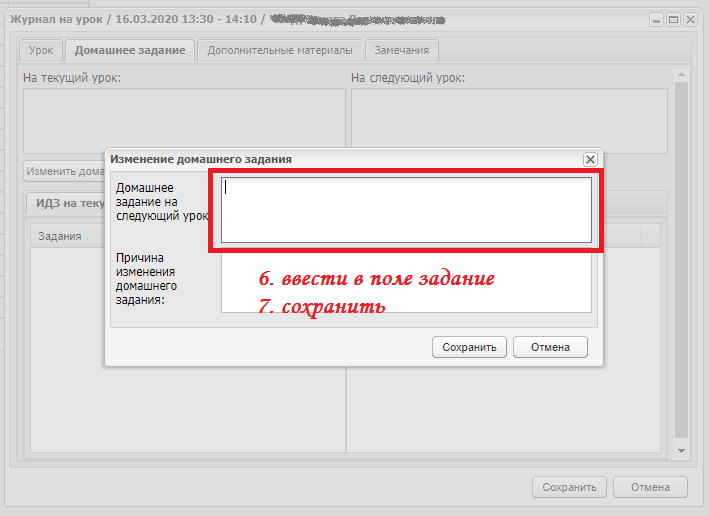 Журнал на урок / 16.03.2020 13:30 - 14:10 /
Урок
Домашнее задание
Дополнительные материалы
Замечания
На текущий урок:
На следующий урок:
Изменить дома
Изменение домашнего задания
Домашнее
задание на
следующий урок
ИДЗ на теку
Задания
Причина
изменения
домашнего
задания:
6. ввести в поле задание
7. сохранить
Сохранить
Отмена
Сохранить
Отмена